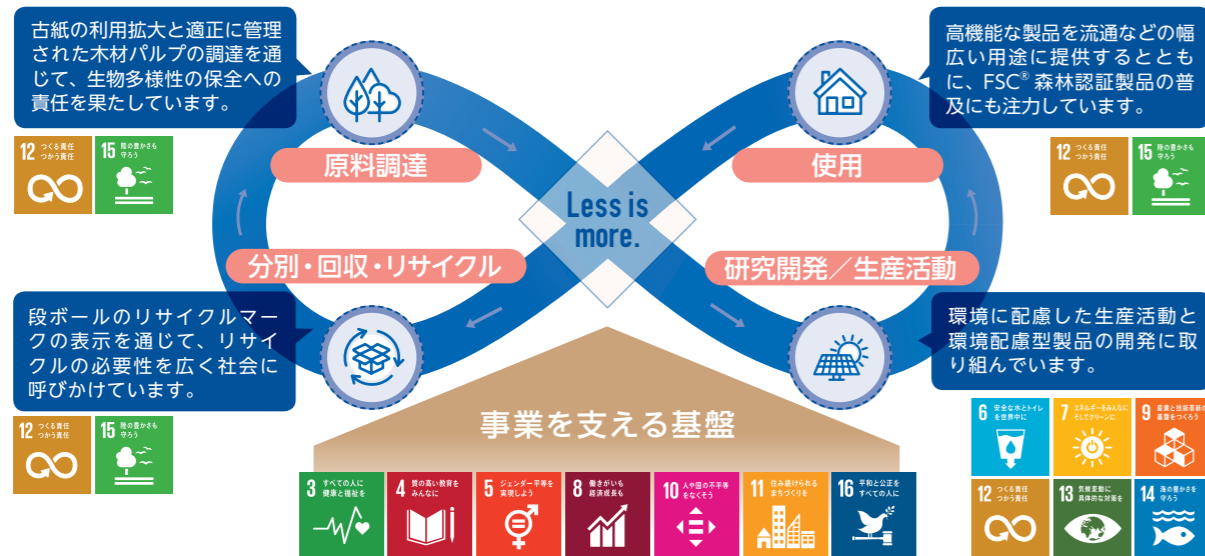 古紙の利用拡大と適正に管理
された木材パルプの調達を通
じて、生物多様性の保全への
責任を果たしています。
12 つくる責任
つかう責任
15 陸の豊かさも
守ろう
原料調達
高機能な製品を流通などの幅
広い用途に提供するととも
に、FSC® 森林認証製品の普
及にも注力しています。
12 つくる責任
つかう責任
15 陸の豊かさも
守ろう
使用
Less is
more.
分別・回収・リサイクル
段ボールのリサイクルマー
クの表示を通じて、リサイ
クルの必要性を広く社会に
呼びかけています。
12 つくる責任
つかう責任
15 陸の豊かさも
守ろう
研究開発／生産活動
環境に配慮した生産活動と
環境配慮型製品の開発に取
り組んでいます。
6 安全な水とトイレ
を世界中に
7 エネルギーをみんなに
そしてクリーンに
9 産業と技術革新の
基盤をつくろう
12 つくる責任
つかう責任
13 気候変動に
具体的な対策を
14 海の豊かさを
守ろう
事業を支える基盤
3 すべての人に
健康と福祉を
4 質の高い教育を
みんなに
5 ジェンダー平等を
実現しよう
8 働きがいも
経済成長も
10 人や国の不平等
をなくそう
11 住み続けられる
まちづくりを
16 平和と公正を
すべての人に